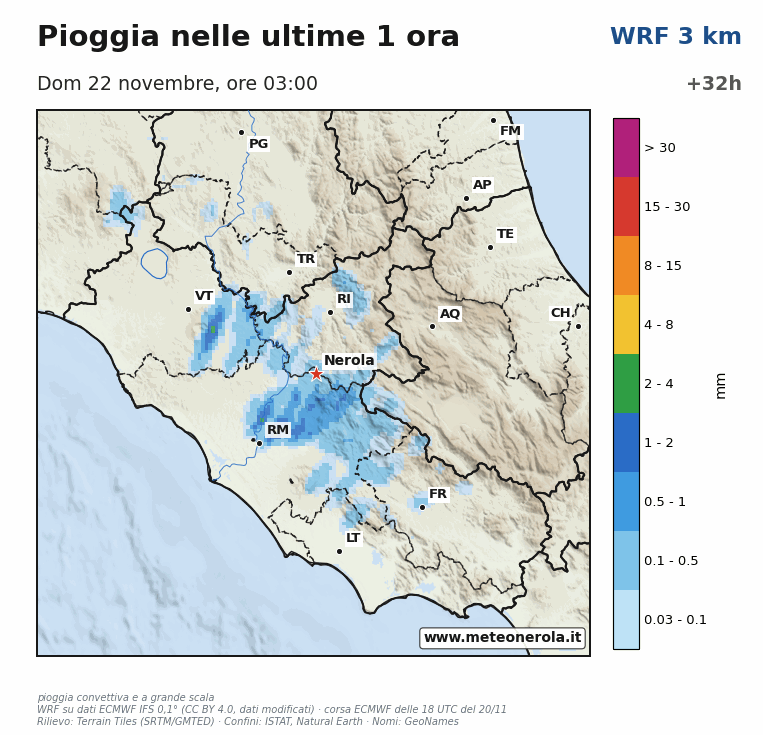 Pioggia nelle ultime 1 ora
WRF 3 km
Dom 22 novembre, ore 03:00
+32h
PG
FM
AP
TE
TR
VT
RI
AQ
CH
Nerola
RM
FR
LT
www.meteonerola.it
> 30
15 - 30
8 - 15
4 - 8
2 - 4
1 - 2
0.5 - 1
0.1 - 0.5
0.03 - 0.1
mm
pioggia convettiva e a grande scala
WRF su dati ECMWF IFS 0,1° (CC BY 4.0, dati modificati) · corsa ECMWF delle 18 UTC del 20/11
Rilievo: Terrain Tiles (SRTM/GMTED) · Confini: ISTAT, Natural Earth · Nomi: GeoNames